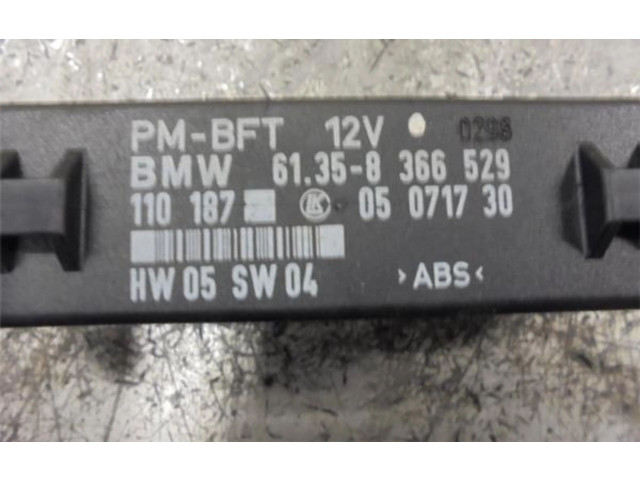 PM-BFT 12V 0298
BMW 61.35-8 366 529
110 187 LK 05 0717 30
HW 05 SW 04 >ABS<